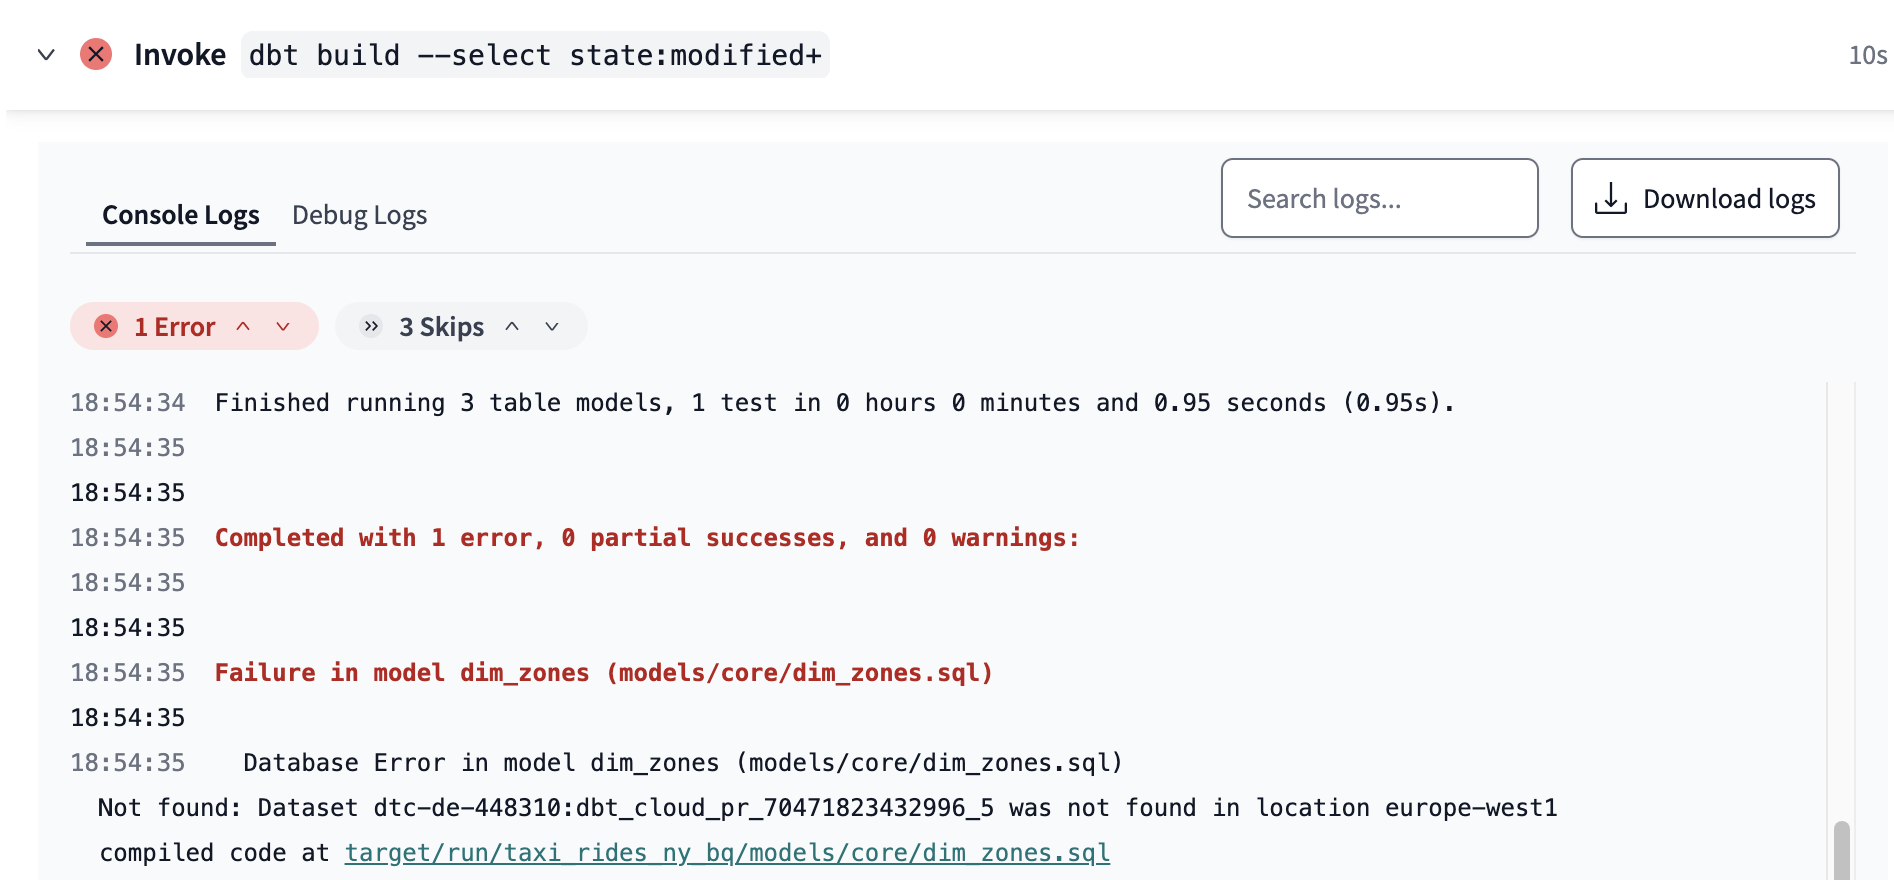 Invoke dbt build --select state:modified+ 10s
Console Logs Debug Logs Search logs... Download logs
1 Error 3 Skips
18:54:34 Finished running 3 table models, 1 test in 0 hours 0 minutes and 0.95 seconds (0.95s).
18:54:35
18:54:35
18:54:35 Completed with 1 error, 0 partial successes, and 0 warnings:
18:54:35
18:54:35
18:54:35 Failure in model dim_zones (models/core/dim_zones.sql)
18:54:35
18:54:35 Database Error in model dim_zones (models/core/dim_zones.sql)
Not found: Dataset dtc-de-448310:dbt_cloud_pr_70471823432996_5 was not found in location europe-west1
compiled code at target/run/taxi_rides_ny_bq/models/core/dim_zones.sql